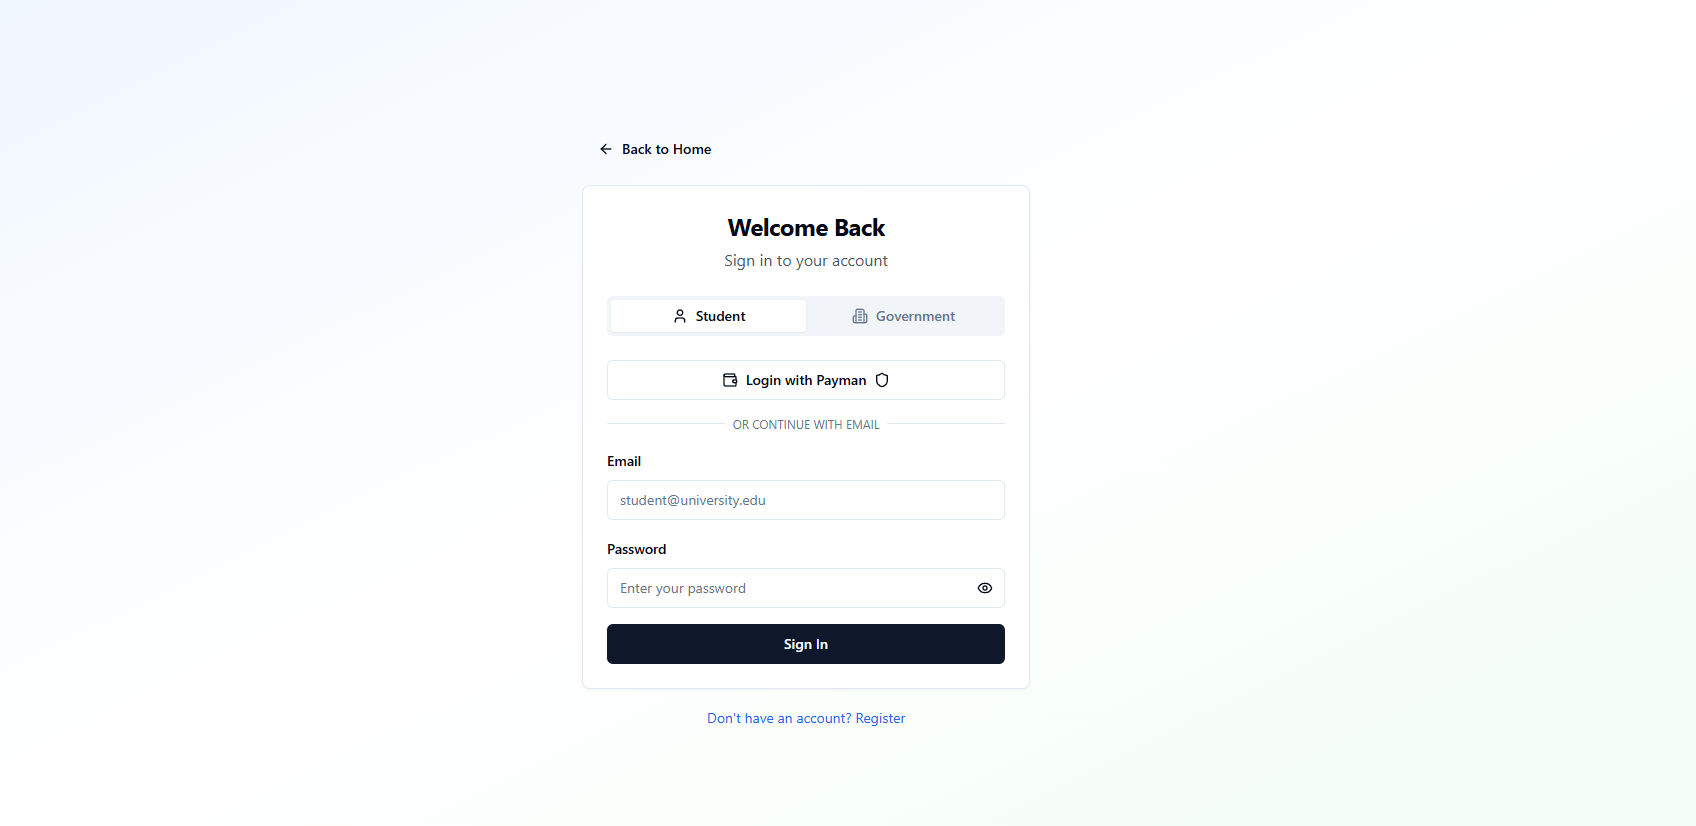 Back to Home
Welcome Back
Sign in to your account
Student
Government
Login with Payman
OR CONTINUE WITH EMAIL
Email
student@university.edu
Password
Enter your password
Sign In
Don't have an account? Register